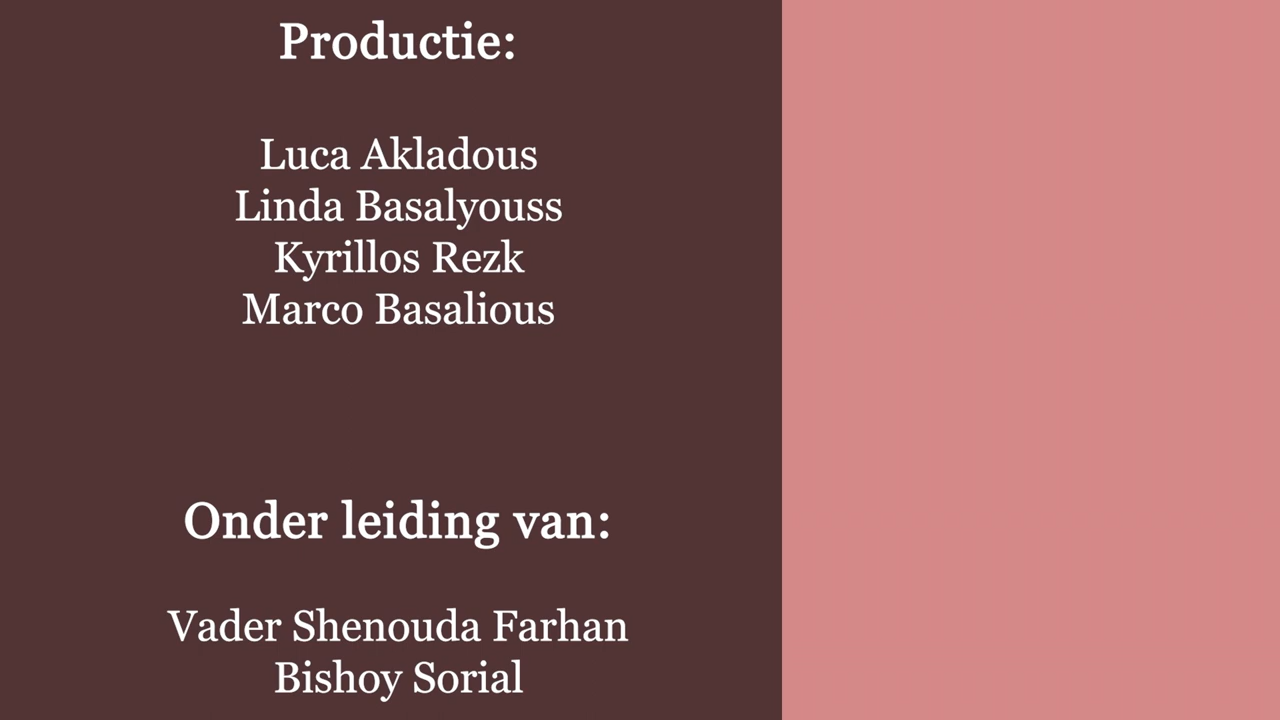 Productie:
Luca Akladous
Linda Basalyouss
Kyrillos Rezk
Marco Basalious
Onder leiding van:
Vader Shenouda Farhan
Bishoy Sorial